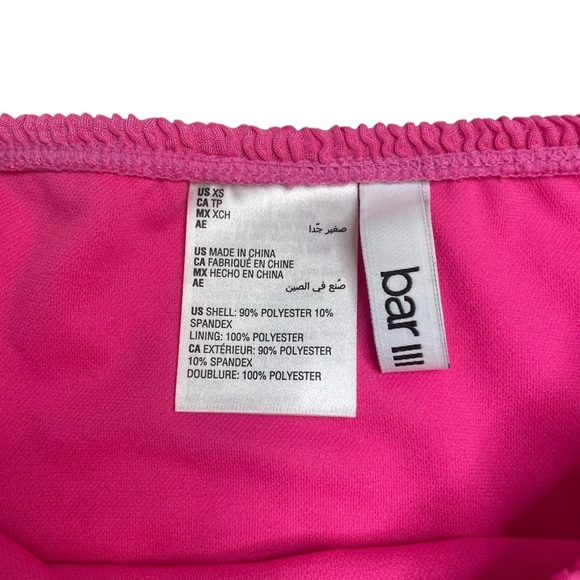 US XS
CA TP
MX XCH
AE صغير جدًا
US MADE IN CHINA
CA FABRIQUÉ EN CHINE
MX HECHO EN CHINA
AE صُنع في الصين
US SHELL: 90% POLYESTER 10%
SPANDEX
LINING: 100% POLYESTER
CA EXTÉRIEUR: 90% POLYESTER
10% SPANDEX
DOUBLURE: 100% POLYESTER
bar III